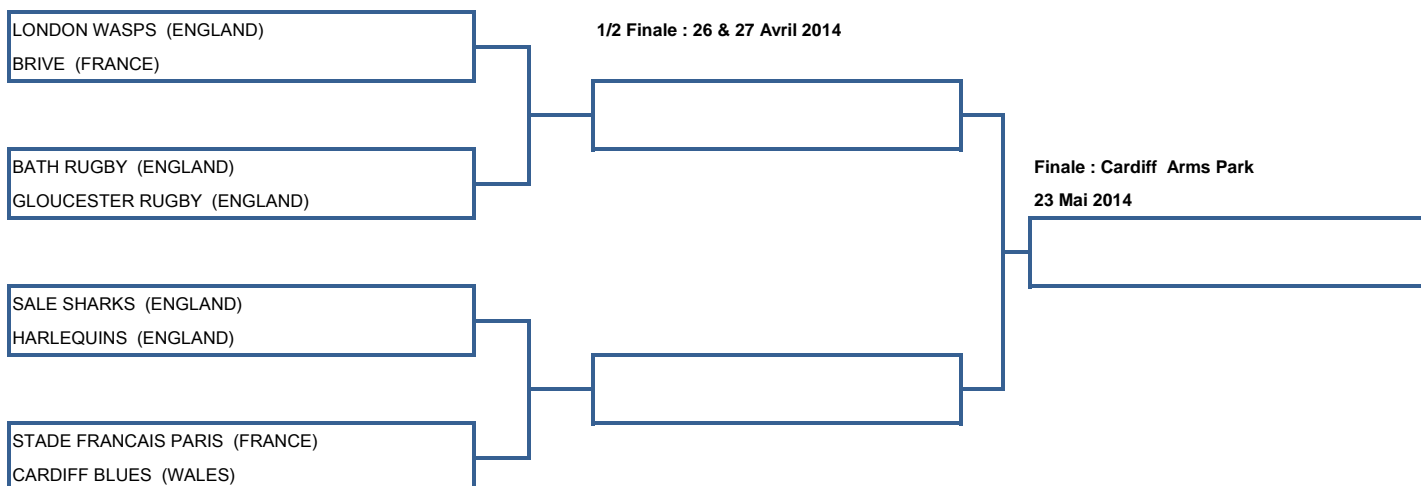 LONDON WASPS (ENGLAND)
BRIVE (FRANCE)
1/2 Finale : 26 & 27 Avril 2014
BATH RUGBY (ENGLAND)
GLOUCESTER RUGBY (ENGLAND)
Finale : Cardiff Arms Park
23 Mai 2014
SALE SHARKS (ENGLAND)
HARLEQUINS (ENGLAND)
STADE FRANCAIS PARIS (FRANCE)
CARDIFF BLUES (WALES)